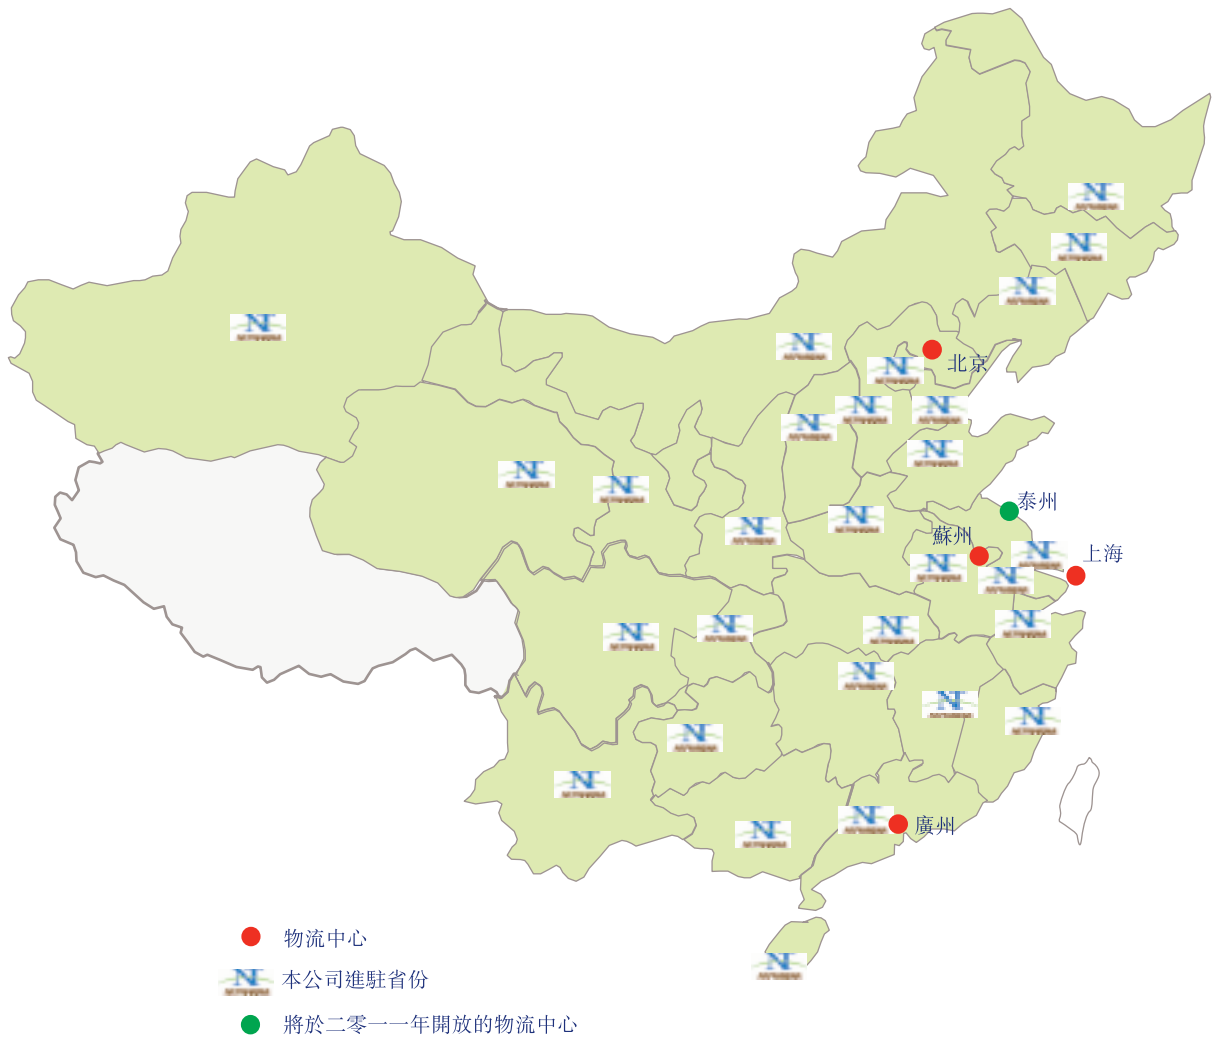 北京
泰州
蘇州
上海
廣州
物流中心
本公司進駐省份
將於二零一一年開放的物流中心